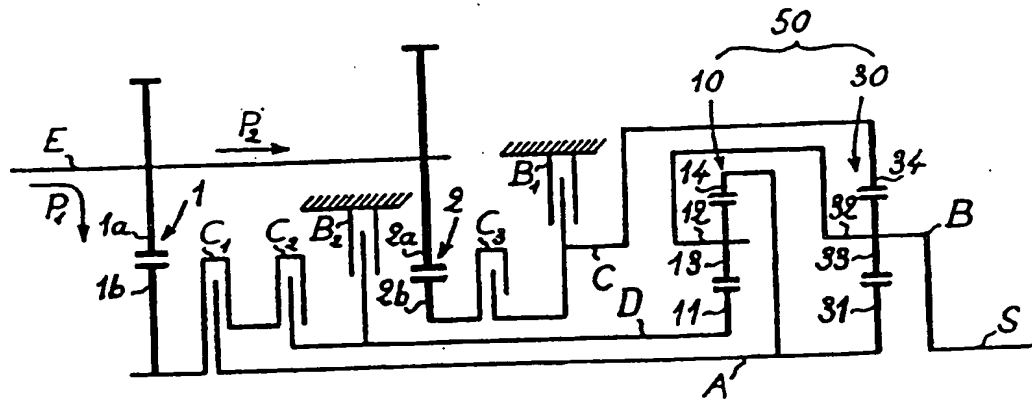 50
10 30
E P₂ B₁ 14 34
P₁ 1a 1 C₁ C₂ B₂ 2a 2 C₃ 12 32 B
1b 2b C 13 33
D 11 31 S
A